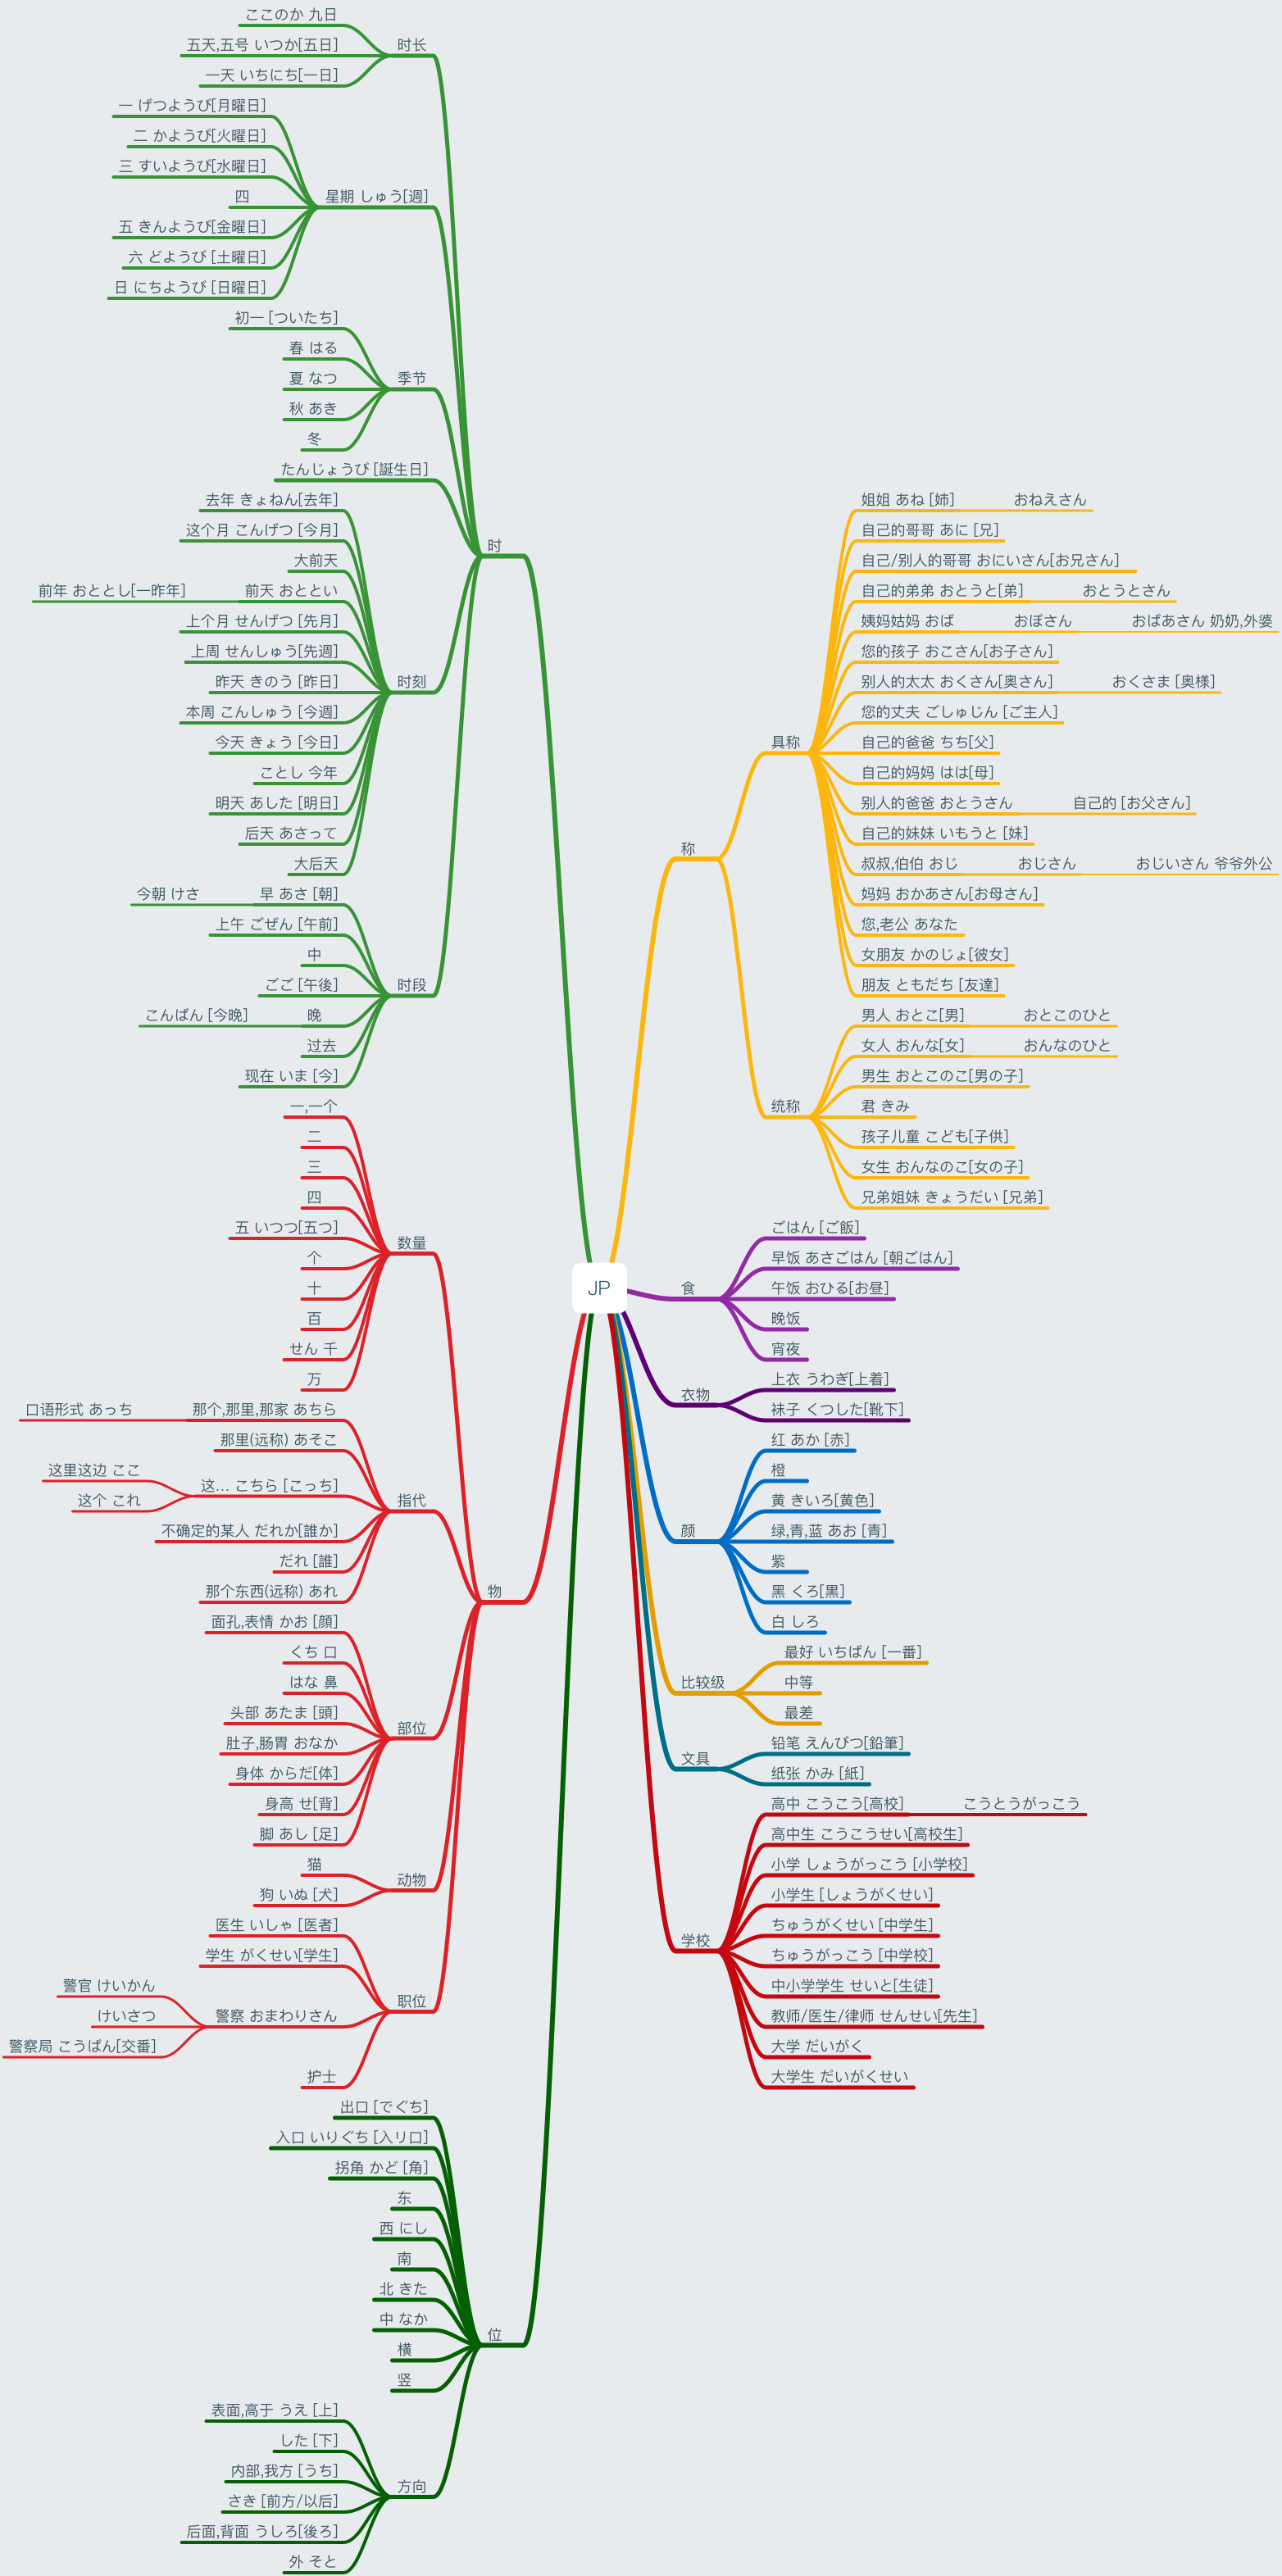 JP
时
时长
ここのか 九日
五天,五号 いつか[五日]
一天 いちにち[一日]
星期 しゅう[週]
一 げつようび[月曜日]
二 かようび[火曜日]
三 すいようび[水曜日]
四
五 きんようび[金曜日]
六 どようび [土曜日]
日 にちようび [日曜日]
季节
初一 [ついたち]
春 はる
夏 なつ
秋 あき
冬
たんじょうび [誕生日]
时刻
去年 きょねん[去年]
这个月 こんげつ [今月]
大前天
前天 おととい
前年 おととし[一昨年]
上个月 せんげつ [先月]
上周 せんしゅう[先週]
昨天 きのう [昨日]
本周 こんしゅう [今週]
今天 きょう [今日]
ことし 今年
明天 あした [明日]
后天 あさって
大后天
时段
早 あさ [朝]
今朝 けさ
上午 ごぜん [午前]
中
ごご [午後]
晚
こんばん [今晩]
过去
现在 いま [今]
物
数量
一,一个
二
三
四
五 いつつ[五つ]
个
十
百
せん 千
万
指代
那个,那里,那家 あちら
口语形式 あっち
那里(远称) あそこ
这... こちら [こっち]
这里这边 ここ
这个 これ
不确定的某人 だれか[誰か]
だれ [誰]
那个东西(远称) あれ
部位
面孔,表情 かお [顔]
くち 口
はな 鼻
头部 あたま [頭]
肚子,肠胃 おなか
身体 からだ[体]
身高 せ[背]
脚 あし [足]
动物
猫
狗 いぬ [犬]
职位
医生 いしゃ [医者]
学生 がくせい[学生]
警察 おまわりさん
警官 けいかん
けいさつ
警察局 こうばん[交番]
护士
位
出口 [でぐち]
入口 いりぐち [入り口]
拐角 かど [角]
东
西 にし
南
北 きた
中 なか
横
竖
方向
表面,高于 うえ [上]
した [下]
内部,我方 [うち]
さき [前方/以后]
后面,背面 うしろ[後ろ]
外 そと
称
具称
姐姐 あね [姉]
おねえさん
自己的哥哥 あに [兄]
自己/别人的哥哥 おにいさん[お兄さん]
自己的弟弟 おとうと[弟]
おとうとさん
姨妈姑妈 おば
おぼさん
おばあさん 奶奶,外婆
您的孩子 おこさん[お子さん]
别人的太太 おくさん[奥さん]
おくさま [奥様]
您的丈夫 ごしゅじん [ご主人]
自己的爸爸 ちち[父]
自己的妈妈 はは[母]
别人的爸爸 おとうさん
自己的 [お父さん]
自己的妹妹 いもうと [妹]
叔叔,伯伯 おじ
おじさん
おじいさん 爷爷外公
妈妈 おかあさん[お母さん]
您,老公 あなた
女朋友 かのじょ[彼女]
朋友 ともだち [友達]
统称
男人 おとこ[男]
おとこのひと
女人 おんな[女]
おんなのひと
男生 おとこのこ[男の子]
君 きみ
孩子儿童 こども[子供]
女生 おんなのこ[女の子]
兄弟姐妹 きょうだい [兄弟]
食
ごはん [ご飯]
早饭 あさごはん [朝ごはん]
午饭 おひる[お昼]
晚饭
宵夜
衣物
上衣 うわぎ[上着]
袜子 くつした[靴下]
颜
红 あか [赤]
橙
黄 きいろ[黄色]
绿,青,蓝 あお [青]
紫
黑 くろ[黒]
白 しろ
比较级
最好 いちばん [一番]
中等
最差
文具
铅笔 えんぴつ[鉛筆]
纸张 かみ [紙]
学校
高中 こうこう[高校]
こうとうがっこう
高中生 こうこうせい[高校生]
小学 しょうがっこう [小学校]
小学生 [しょうがくせい]
ちゅうがくせい [中学生]
ちゅうがっこう [中学校]
中小学学生 せいと[生徒]
教师/医生/律师 せんせい[先生]
大学 だいがく
大学生 だいがくせい